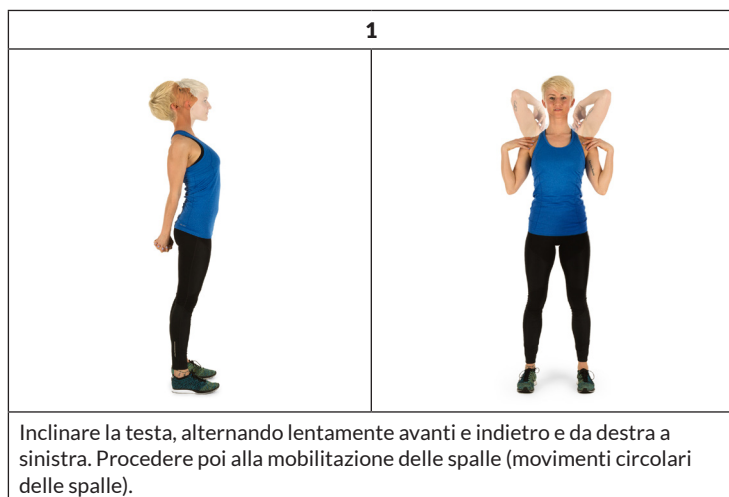 1
Inclinare la testa, alternando lentamente avanti e indietro e da destra a
sinistra. Procedere poi alla mobilitazione delle spalle (movimenti circolari
delle spalle).